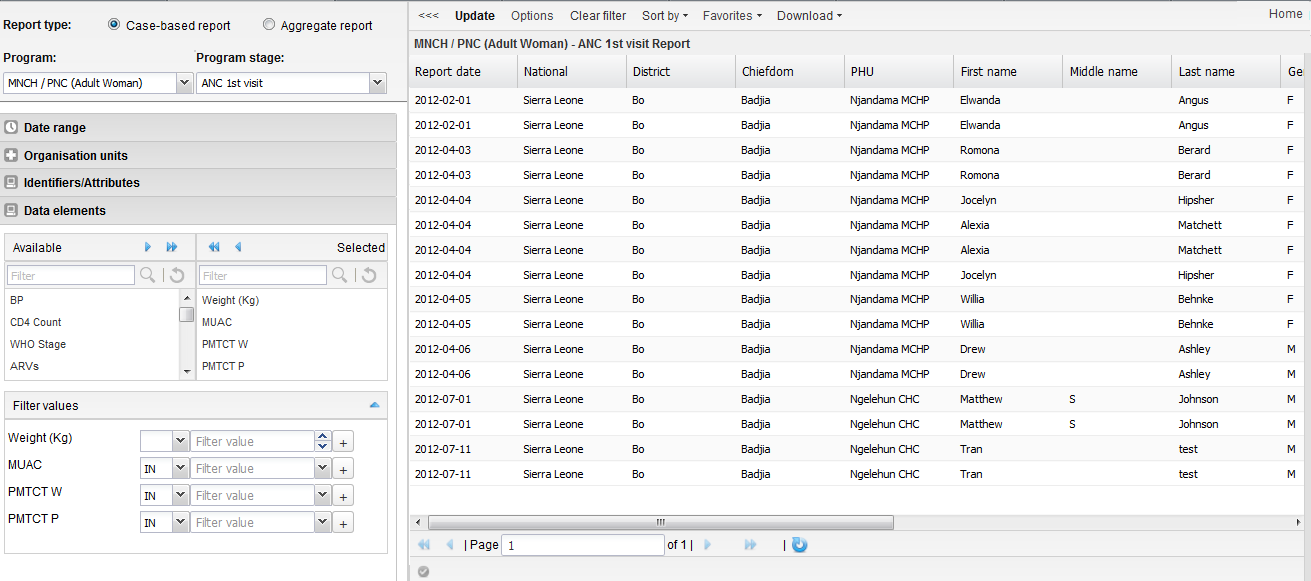 Report type: Case-based report Aggregate report
Program: Program stage:
MNCH / PNC (Adult Woman) ANC 1st visit
Date range
Organisation units
Identifiers/Attributes
Data elements
Available Selected
Filter Filter
BP Weight (Kg)
CD4 Count MUAC
WHO Stage PMTCT W
ARVs PMTCT P
Filter values
Weight (Kg) Filter value +
MUAC IN Filter value +
PMTCT W IN Filter value +
PMTCT P IN Filter value +
<<< Update Options Clear filter Sort by Favorites Download Home
MNCH / PNC (Adult Woman) - ANC 1st visit Report
Report date National District Chiefdom PHU First name Middle name Last name Ge
2012-02-01 Sierra Leone Bo Badjia Njandama MCHP Elwanda Angus F
2012-02-01 Sierra Leone Bo Badjia Njandama MCHP Elwanda Angus F
2012-04-03 Sierra Leone Bo Badjia Njandama MCHP Romona Berard F
2012-04-03 Sierra Leone Bo Badjia Njandama MCHP Romona Berard F
2012-04-04 Sierra Leone Bo Badjia Njandama MCHP Jocelyn Hipsher F
2012-04-04 Sierra Leone Bo Badjia Njandama MCHP Alexia Matchett F
2012-04-04 Sierra Leone Bo Badjia Njandama MCHP Alexia Matchett F
2012-04-04 Sierra Leone Bo Badjia Njandama MCHP Jocelyn Hipsher F
2012-04-05 Sierra Leone Bo Badjia Njandama MCHP Willia Behnke F
2012-04-05 Sierra Leone Bo Badjia Njandama MCHP Willia Behnke F
2012-04-06 Sierra Leone Bo Badjia Njandama MCHP Drew Ashley M
2012-04-06 Sierra Leone Bo Badjia Njandama MCHP Drew Ashley M
2012-07-01 Sierra Leone Bo Badjia Ngelehun CHC Matthew S Johnson M
2012-07-01 Sierra Leone Bo Badjia Ngelehun CHC Matthew S Johnson M
2012-07-11 Sierra Leone Bo Badjia Ngelehun CHC Tran test M
2012-07-11 Sierra Leone Bo Badjia Ngelehun CHC Tran test M
| Page 1 of 1 | |